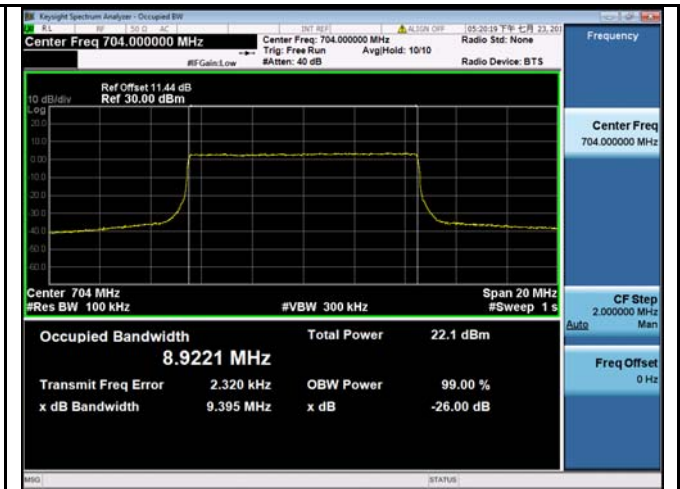 Keysight Spectrum Analyzer - Occupied BW
RL RF 50 Ω AC INT REF ALIGN OFF 05:20:19 下午 七月 23, 201
Center Freq 704.000000 MHz
Center Freq: 704.000000 MHz Radio Std: None
Trig: Free Run Avg|Hold: 10/10
#IFGain:Low #Atten: 40 dB Radio Device: BTS
Frequency
Ref Offset 11.44 dB
10 dB/div Ref 30.00 dBm
Log
20.0
10.0
0.00
-10.0
-20.0
-30.0
-40.0
-50.0
-60.0
Center 704 MHz Span 20 MHz
#Res BW 100 kHz #VBW 300 kHz #Sweep 1 s
Occupied Bandwidth Total Power 22.1 dBm
8.9221 MHz
Transmit Freq Error 2.320 kHz OBW Power 99.00 %
x dB Bandwidth 9.395 MHz x dB -26.00 dB
Center Freq
704.000000 MHz
CF Step
2.000000 MHz
Auto Man
Freq Offset
0 Hz
MSG STATUS